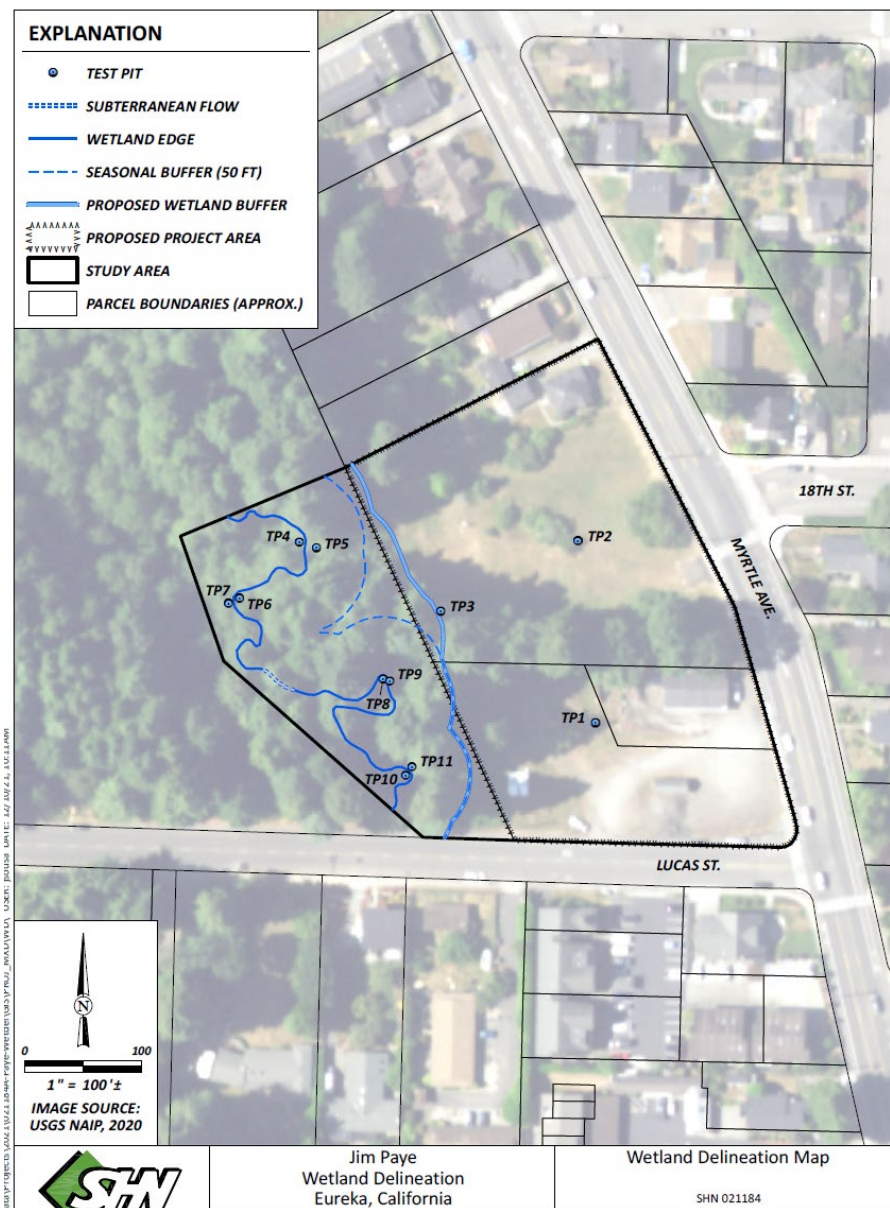 EXPLANATION
TEST PIT
SUBTERRANEAN FLOW
WETLAND EDGE
SEASONAL BUFFER (50 FT)
PROPOSED WETLAND BUFFER
PROPOSED PROJECT AREA
STUDY AREA
PARCEL BOUNDARIES (APPROX.)
18TH ST.
MYRTLE AVE.
TP2
TP4
TP5
TP7
TP6
TP3
TP9
TP8
TP1
TP11
TP10
LUCAS ST.
N
0 100
1" = 100'±
IMAGE SOURCE:
USGS NAIP, 2020
SHN
Jim Paye
Wetland Delineation
Eureka, California
Wetland Delineation Map
SHN 021184